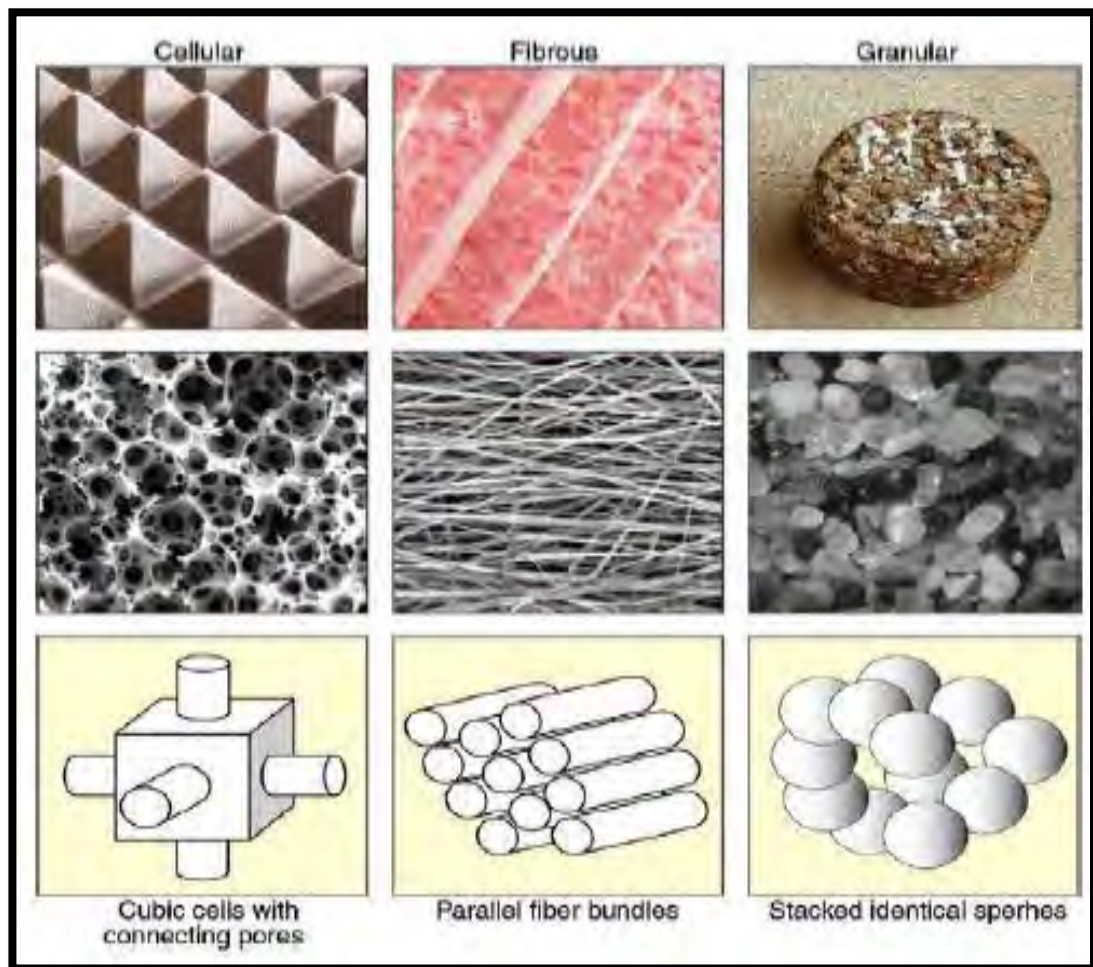 Cellular
Fibrous
Granular
Cubic cells with
connecting pores
Parallel fiber bundles
Stacked identical sperhes